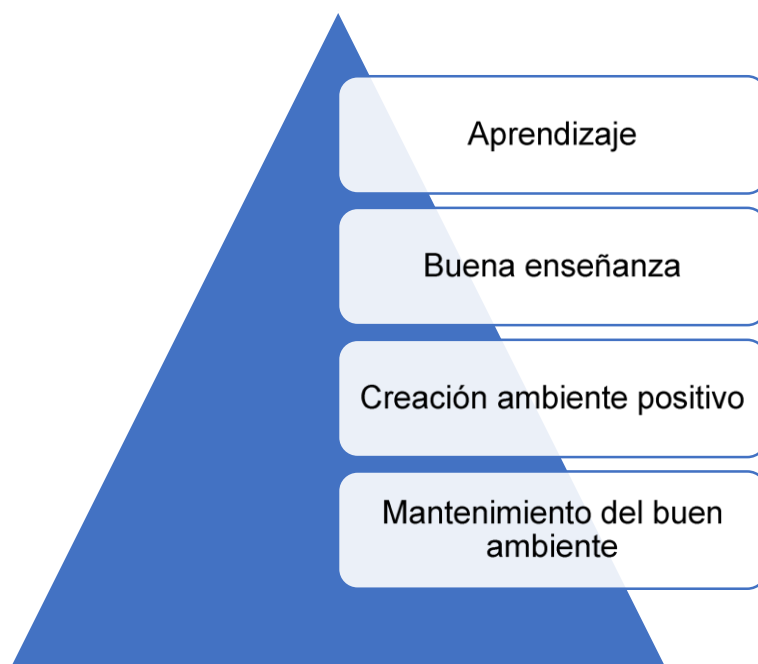 Aprendizaje
Buena enseñanza
Creación ambiente positivo
Mantenimiento del buen
ambiente